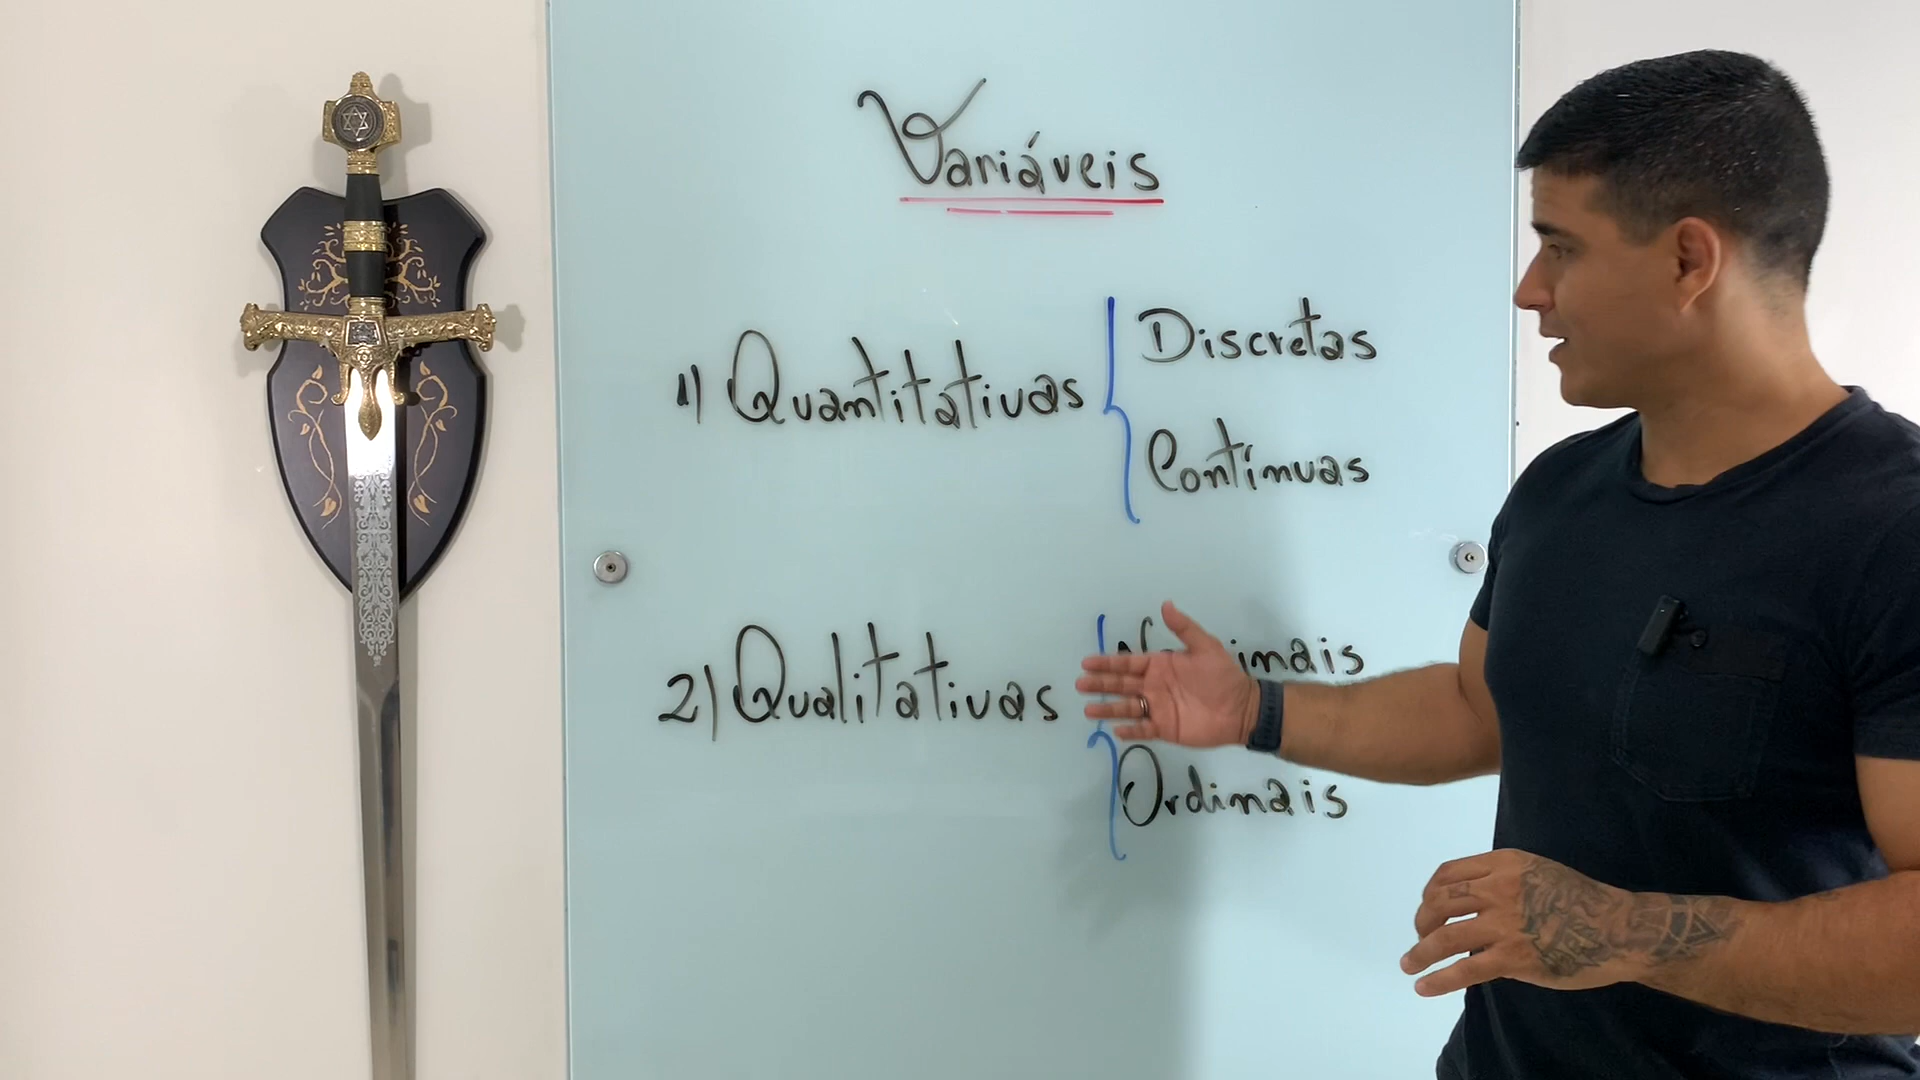 Variáveis
1) Quantitativas
Discretas
Contínuas
2) Qualitativas
Ordinais